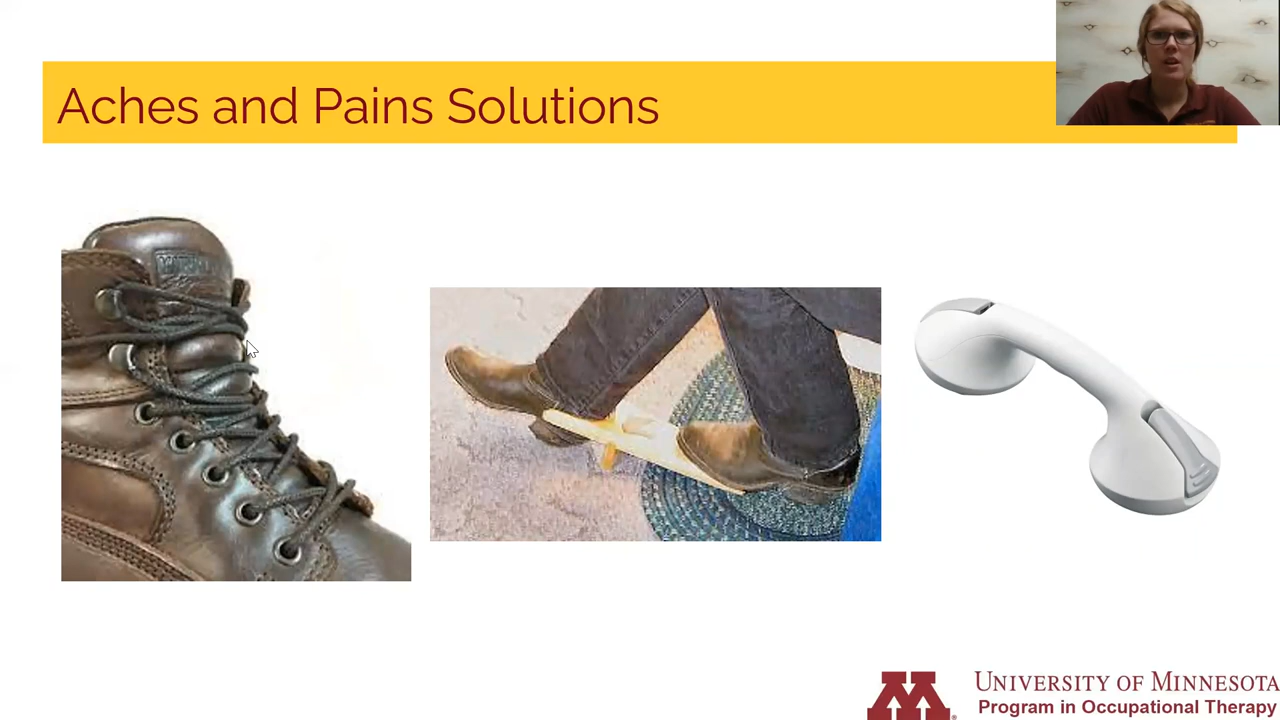 Aches and Pains Solutions
UNIVERSITY OF MINNESOTA
Program in Occupational Therapy